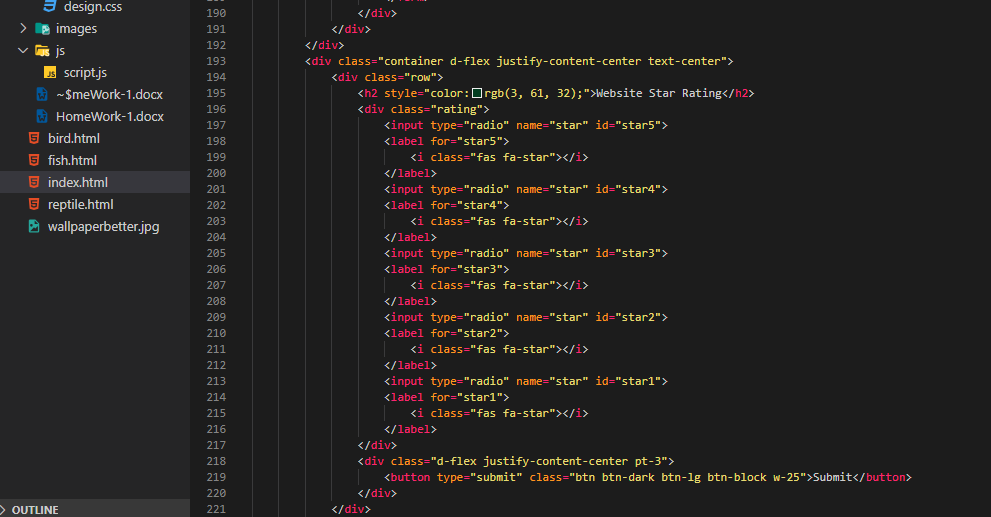 design.css
images
js
script.js
~$meWork-1.docx
HomeWork-1.docx
bird.html
fish.html
index.html
reptile.html
wallpaperbetter.jpg
OUTLINE
190 </div>
191 </div>
192 </div>
193 <div class="container d-flex justify-content-center text-center">
194 <div class="row">
195 <h2 style="color:rgb(3, 61, 32);">Website Star Rating</h2>
196 <div class="rating">
197 <input type="radio" name="star" id="star5">
198 <label for="star5">
199 <i class="fas fa-star"></i>
200 </label>
201 <input type="radio" name="star" id="star4">
202 <label for="star4">
203 <i class="fas fa-star"></i>
204 </label>
205 <input type="radio" name="star" id="star3">
206 <label for="star3">
207 <i class="fas fa-star"></i>
208 </label>
209 <input type="radio" name="star" id="star2">
210 <label for="star2">
211 <i class="fas fa-star"></i>
212 </label>
213 <input type="radio" name="star" id="star1">
214 <label for="star1">
215 <i class="fas fa-star"></i>
216 </label>
217 </div>
218 <div class="d-flex justify-content-center pt-3">
219 <button type="submit" class="btn btn-dark btn-lg btn-block w-25">Submit</button>
220 </div>
221 </div>